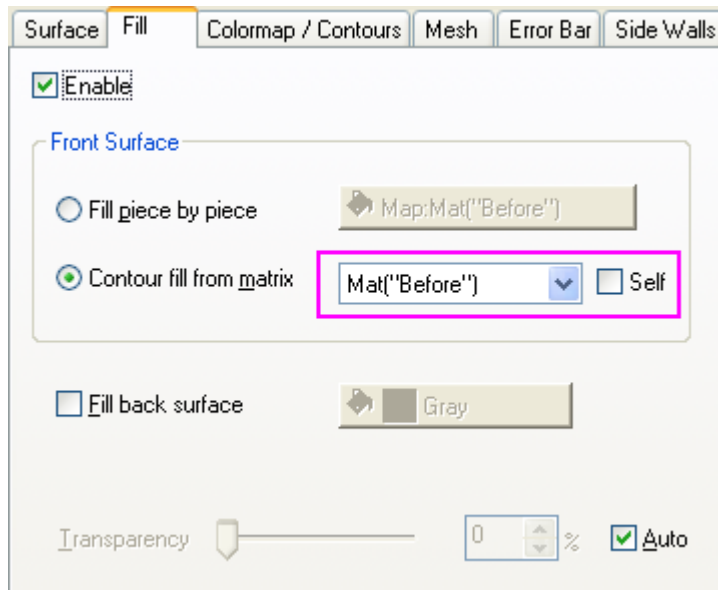 Surface Fill Colormap / Contours Mesh Error Bar Side Walls
Enable
Front Surface
Fill piece by piece Map:Mat("Before")
Contour fill from matrix Mat("Before") Self
Fill back surface Gray
Transparency 0 % Auto